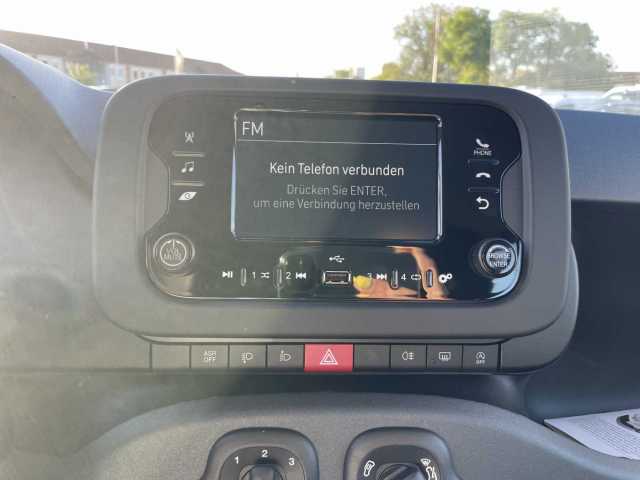 FM
Kein Telefon verbunden
Drücken Sie ENTER,
um eine Verbindung herzustellen
PHONE
BROWSE
ENTER
1 2 3 4
ASR
OFF
OFF
1 2 3